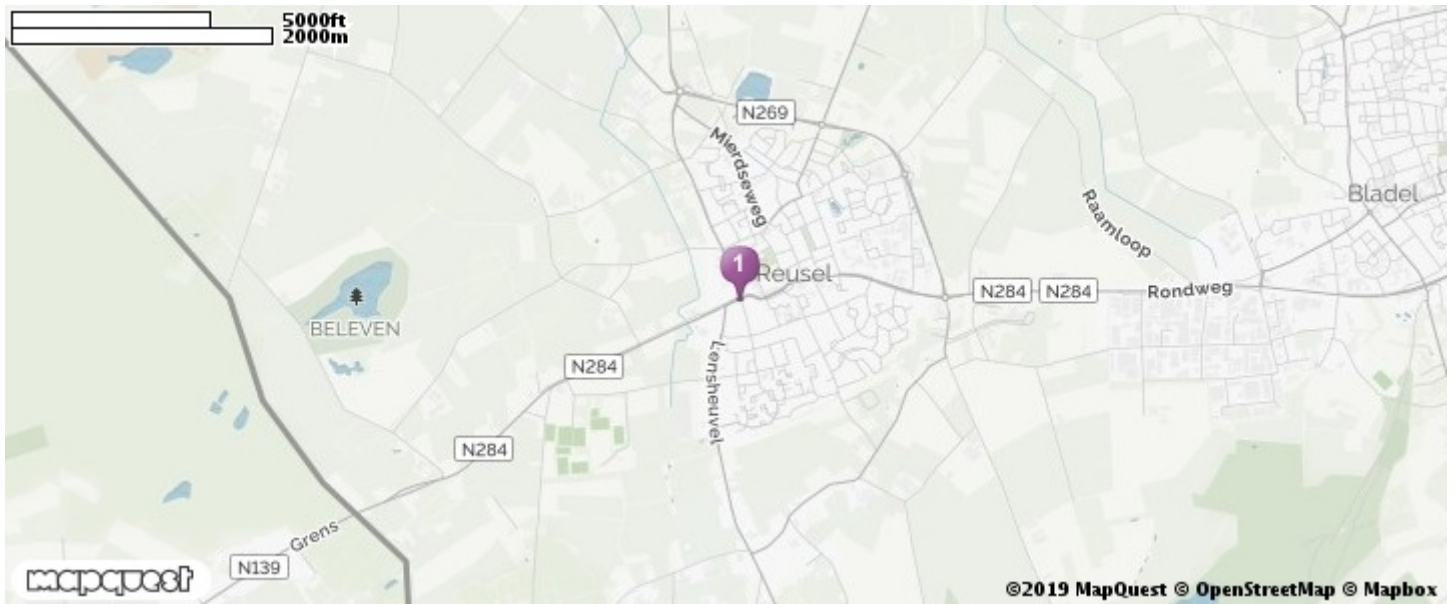 5000ft
2000m
N269
Mierdseweg
Raamloop
Bladel
1
Reusel
N284
N284
Rondweg
BELEVEN
N284
Lensheuvel
N284
Grens
N139
mapquest
©2019 MapQuest © OpenStreetMap © Mapbox